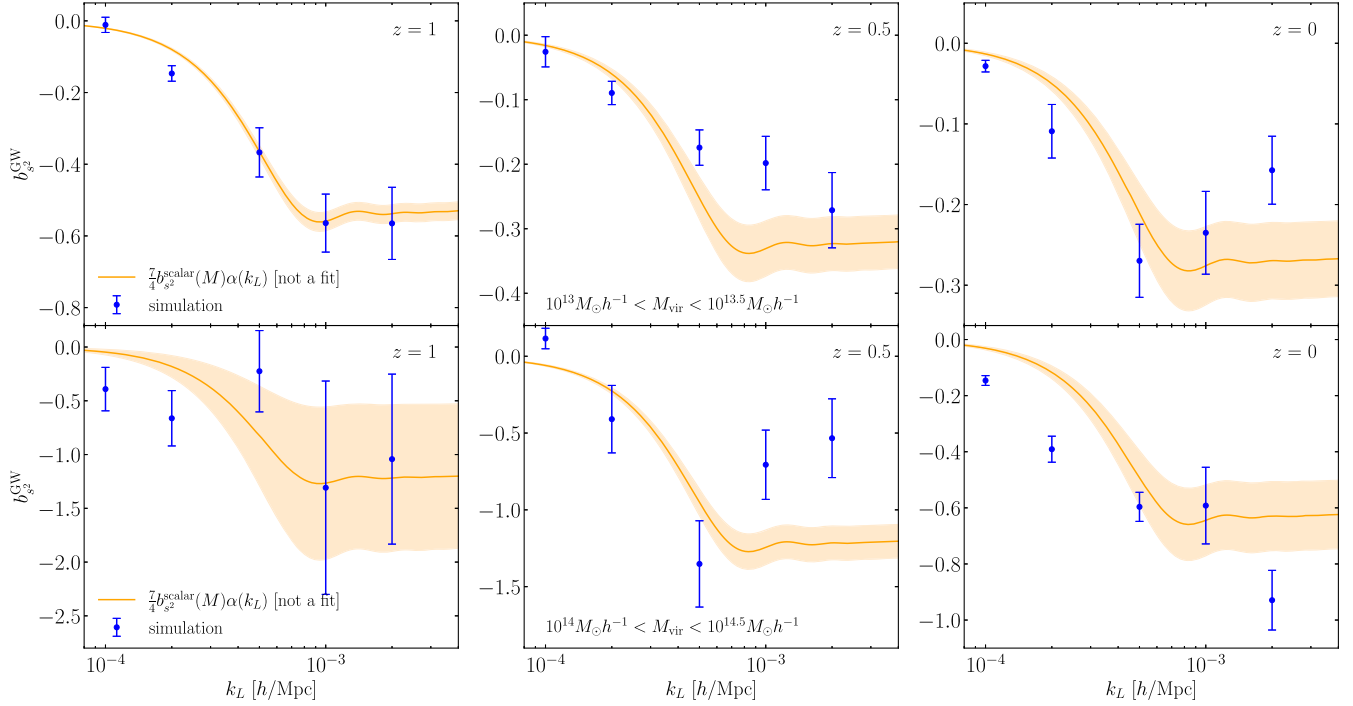 0.0
−0.2
−0.4
−0.6
−0.8
b_{s^2}^{GW}
z = 1
7/4 b_{s^2}^{scalar}(M)α(k_L) [not a fit]
simulation
0.0
−0.1
−0.2
−0.3
−0.4
z = 0.5
10^{13}M_⊙h^{−1} < M_{vir} < 10^{13.5}M_⊙h^{−1}
0.0
−0.1
−0.2
−0.3
z = 0
0.0
−0.5
−1.0
−1.5
−2.0
−2.5
b_{s^2}^{GW}
z = 1
7/4 b_{s^2}^{scalar}(M)α(k_L) [not a fit]
simulation
10^{−4}
10^{−3}
k_L [h/Mpc]
0.0
−0.5
−1.0
−1.5
z = 0.5
10^{14}M_⊙h^{−1} < M_{vir} < 10^{14.5}M_⊙h^{−1}
10^{−4}
10^{−3}
k_L [h/Mpc]
0.0
−0.2
−0.4
−0.6
−0.8
−1.0
z = 0
10^{−4}
10^{−3}
k_L [h/Mpc]